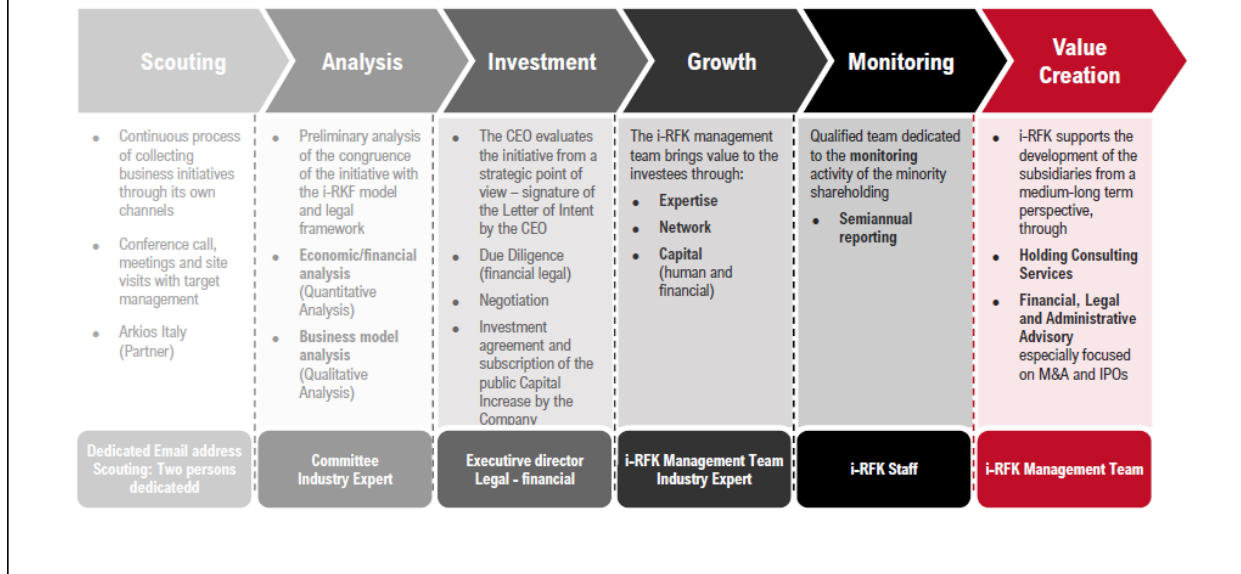 Scouting
Analysis
Investment
Growth
Monitoring
Value
Creation
• Continuous process
of collecting
business initiatives
through its own
channels
• Conference call,
meetings and site
visits with target
management
• Arkios Italy
(Partner)
• Preliminary analysis
of the congruence
of the initiative with
the i-RKF model
and legal
framework
• Economic/financial
analysis
(Quantitative
Analysis)
• Business model
analysis
(Qualitative
Analysis)
• The CEO evaluates
the initiative from a
strategic point of
view – signature of
the Letter of Intent
by the CEO
• Due Diligence
(financial legal)
• Negotiation
• Investment
agreement and
subscription of the
public Capital
Increase by the
Company
The i-RFK management
team brings value to the
investees through:
• Expertise
• Network
• Capital
(human and
financial)
Qualified team dedicated
to the monitoring
activity of the minority
shareholding
• Semiannual
reporting
• i-RFK supports the
development of the
subsidiaries from a
medium-long term
perspective,
through
• Holding Consulting
Services
• Financial, Legal
and Administrative
Advisory
especially focused
on M&A and IPOs
Dedicated Email address
Scouting: Two persons
dedicatedd
Committee
Industry Expert
Executirve director
Legal - financial
i-RFK Management Team
Industry Expert
i-RFK Staff
i-RFK Management Team